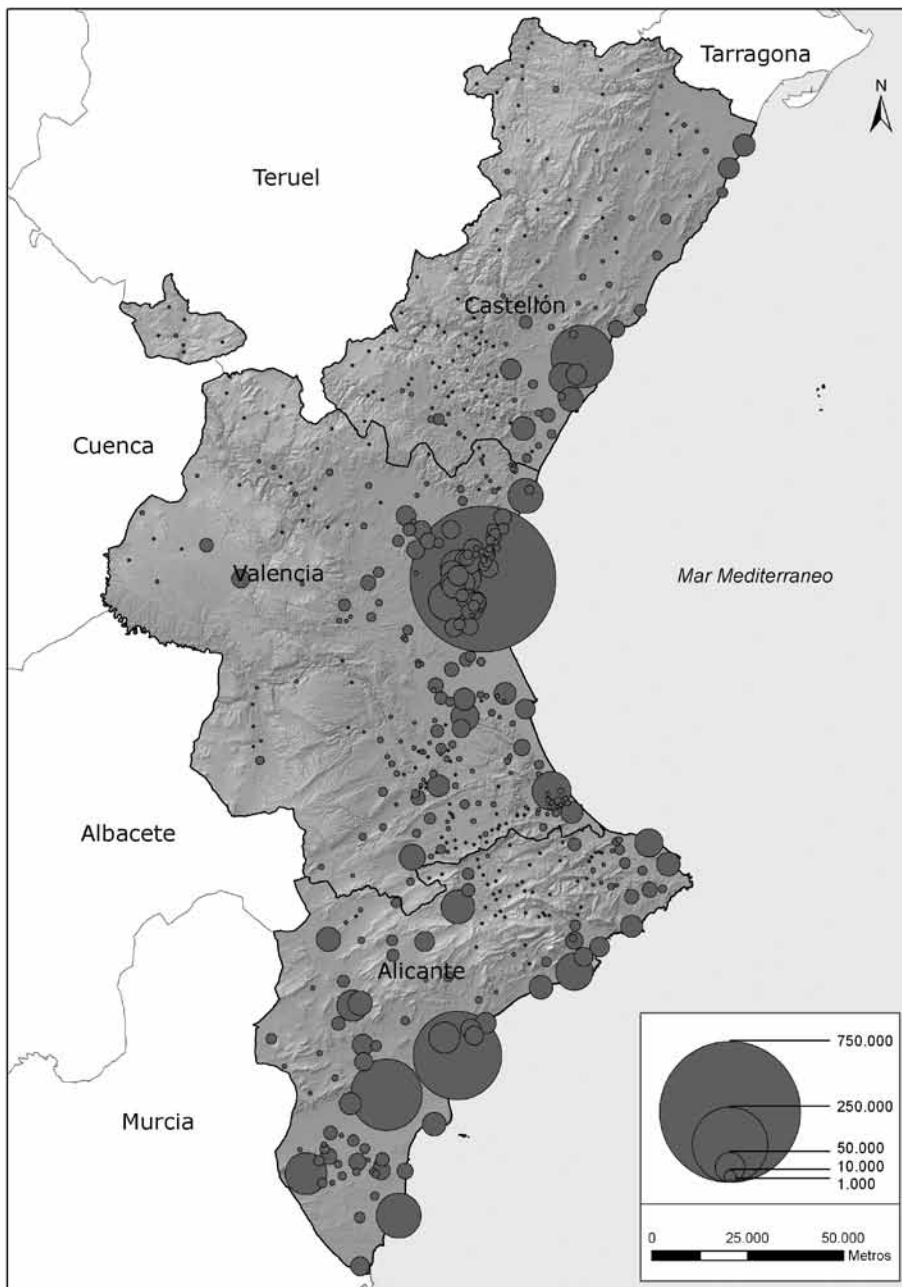 Tarragona
N
Teruel
Castellón
Cuenca
Valencia
Mar Mediterraneo
Albacete
Alicante
Murcia
750.000
250.000
50.000
10.000
1.000
0 25.000 50.000
Metros